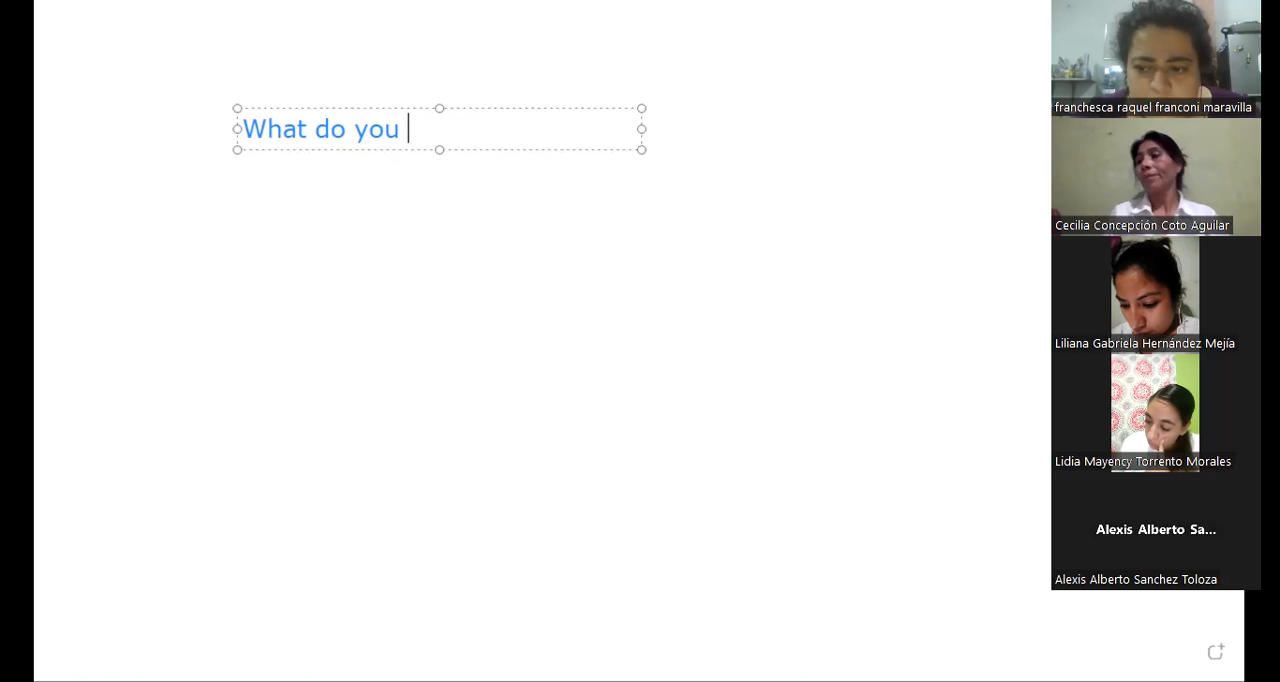 What do you
franchesca raquel franconi maravilla
Cecilia Concepción Coto Aguilar
Liliana Gabriela Hernández Mejía
Lidia Mayency Torrento Morales
Alexis Alberto Sa...
Alexis Alberto Sanchez Toloza